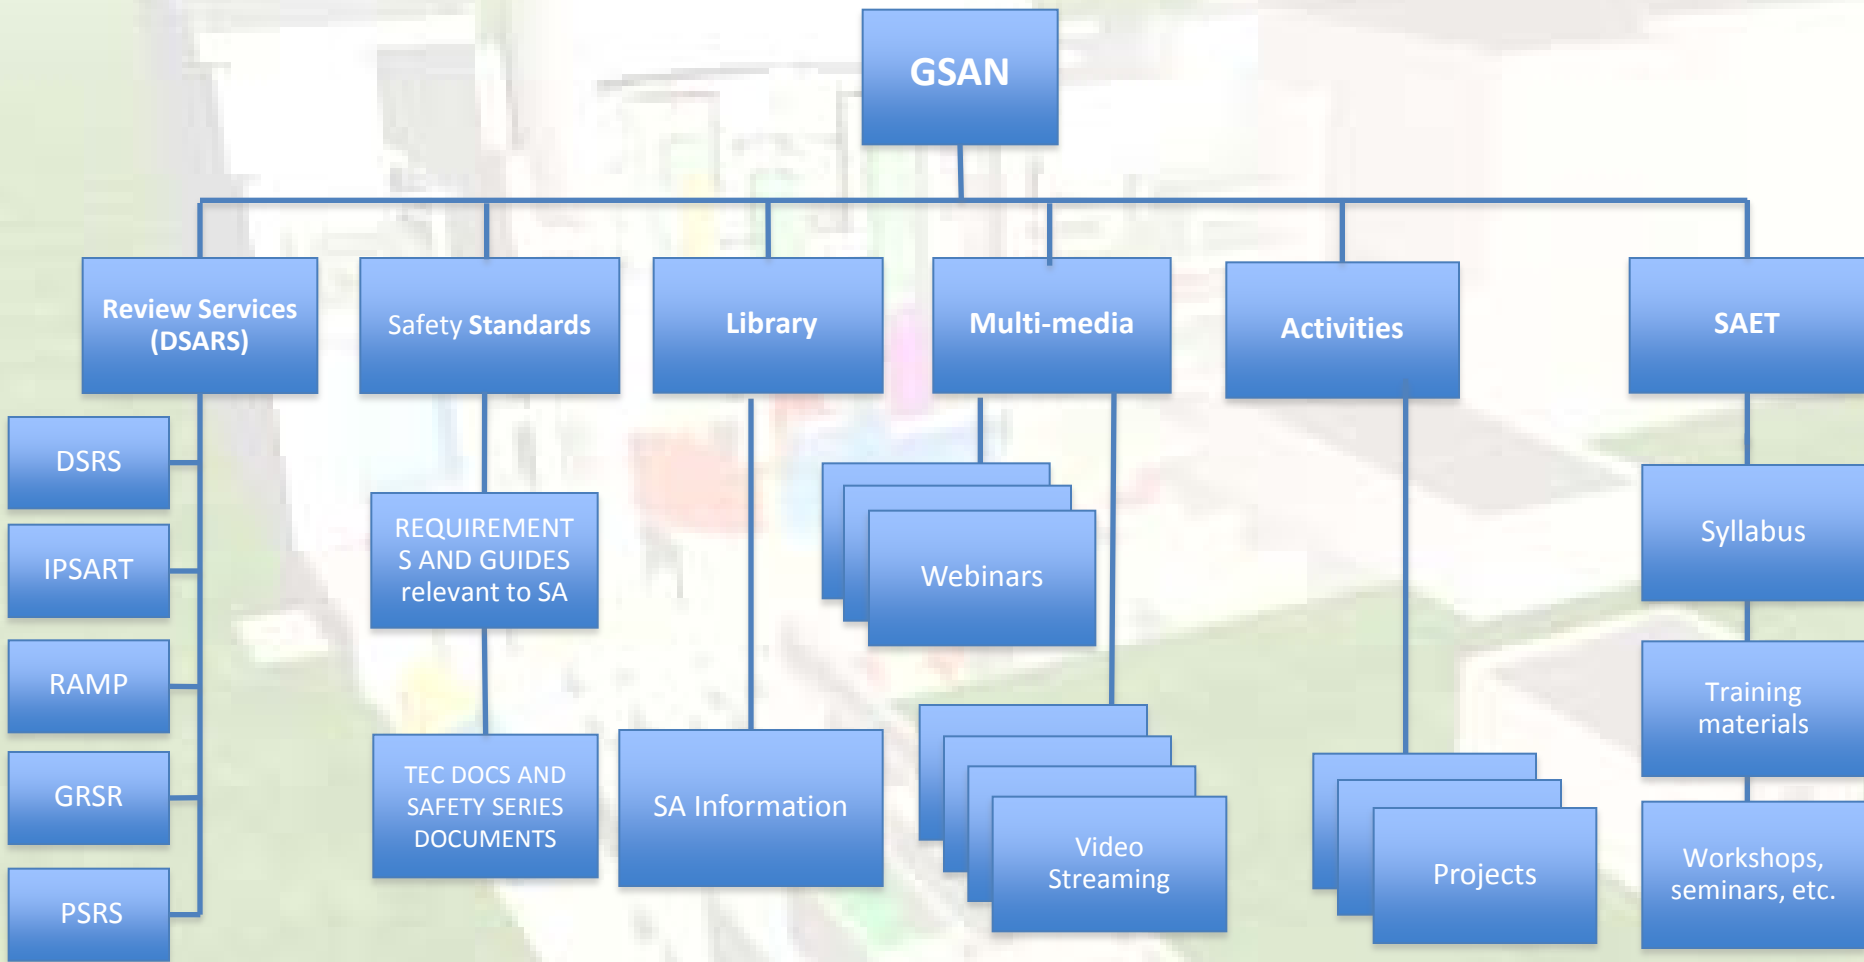 GSAN
Review Services
(DSARS)
Safety Standards
Library
Multi-media
Activities
SAET
DSRS
IPSART
RAMP
GRSR
PSRS
REQUIREMENT
S AND GUIDES
relevant to SA
TEC DOCS AND
SAFETY SERIES
DOCUMENTS
SA Information
Webinars
Video
Streaming
Projects
Syllabus
Training
materials
Workshops,
seminars, etc.